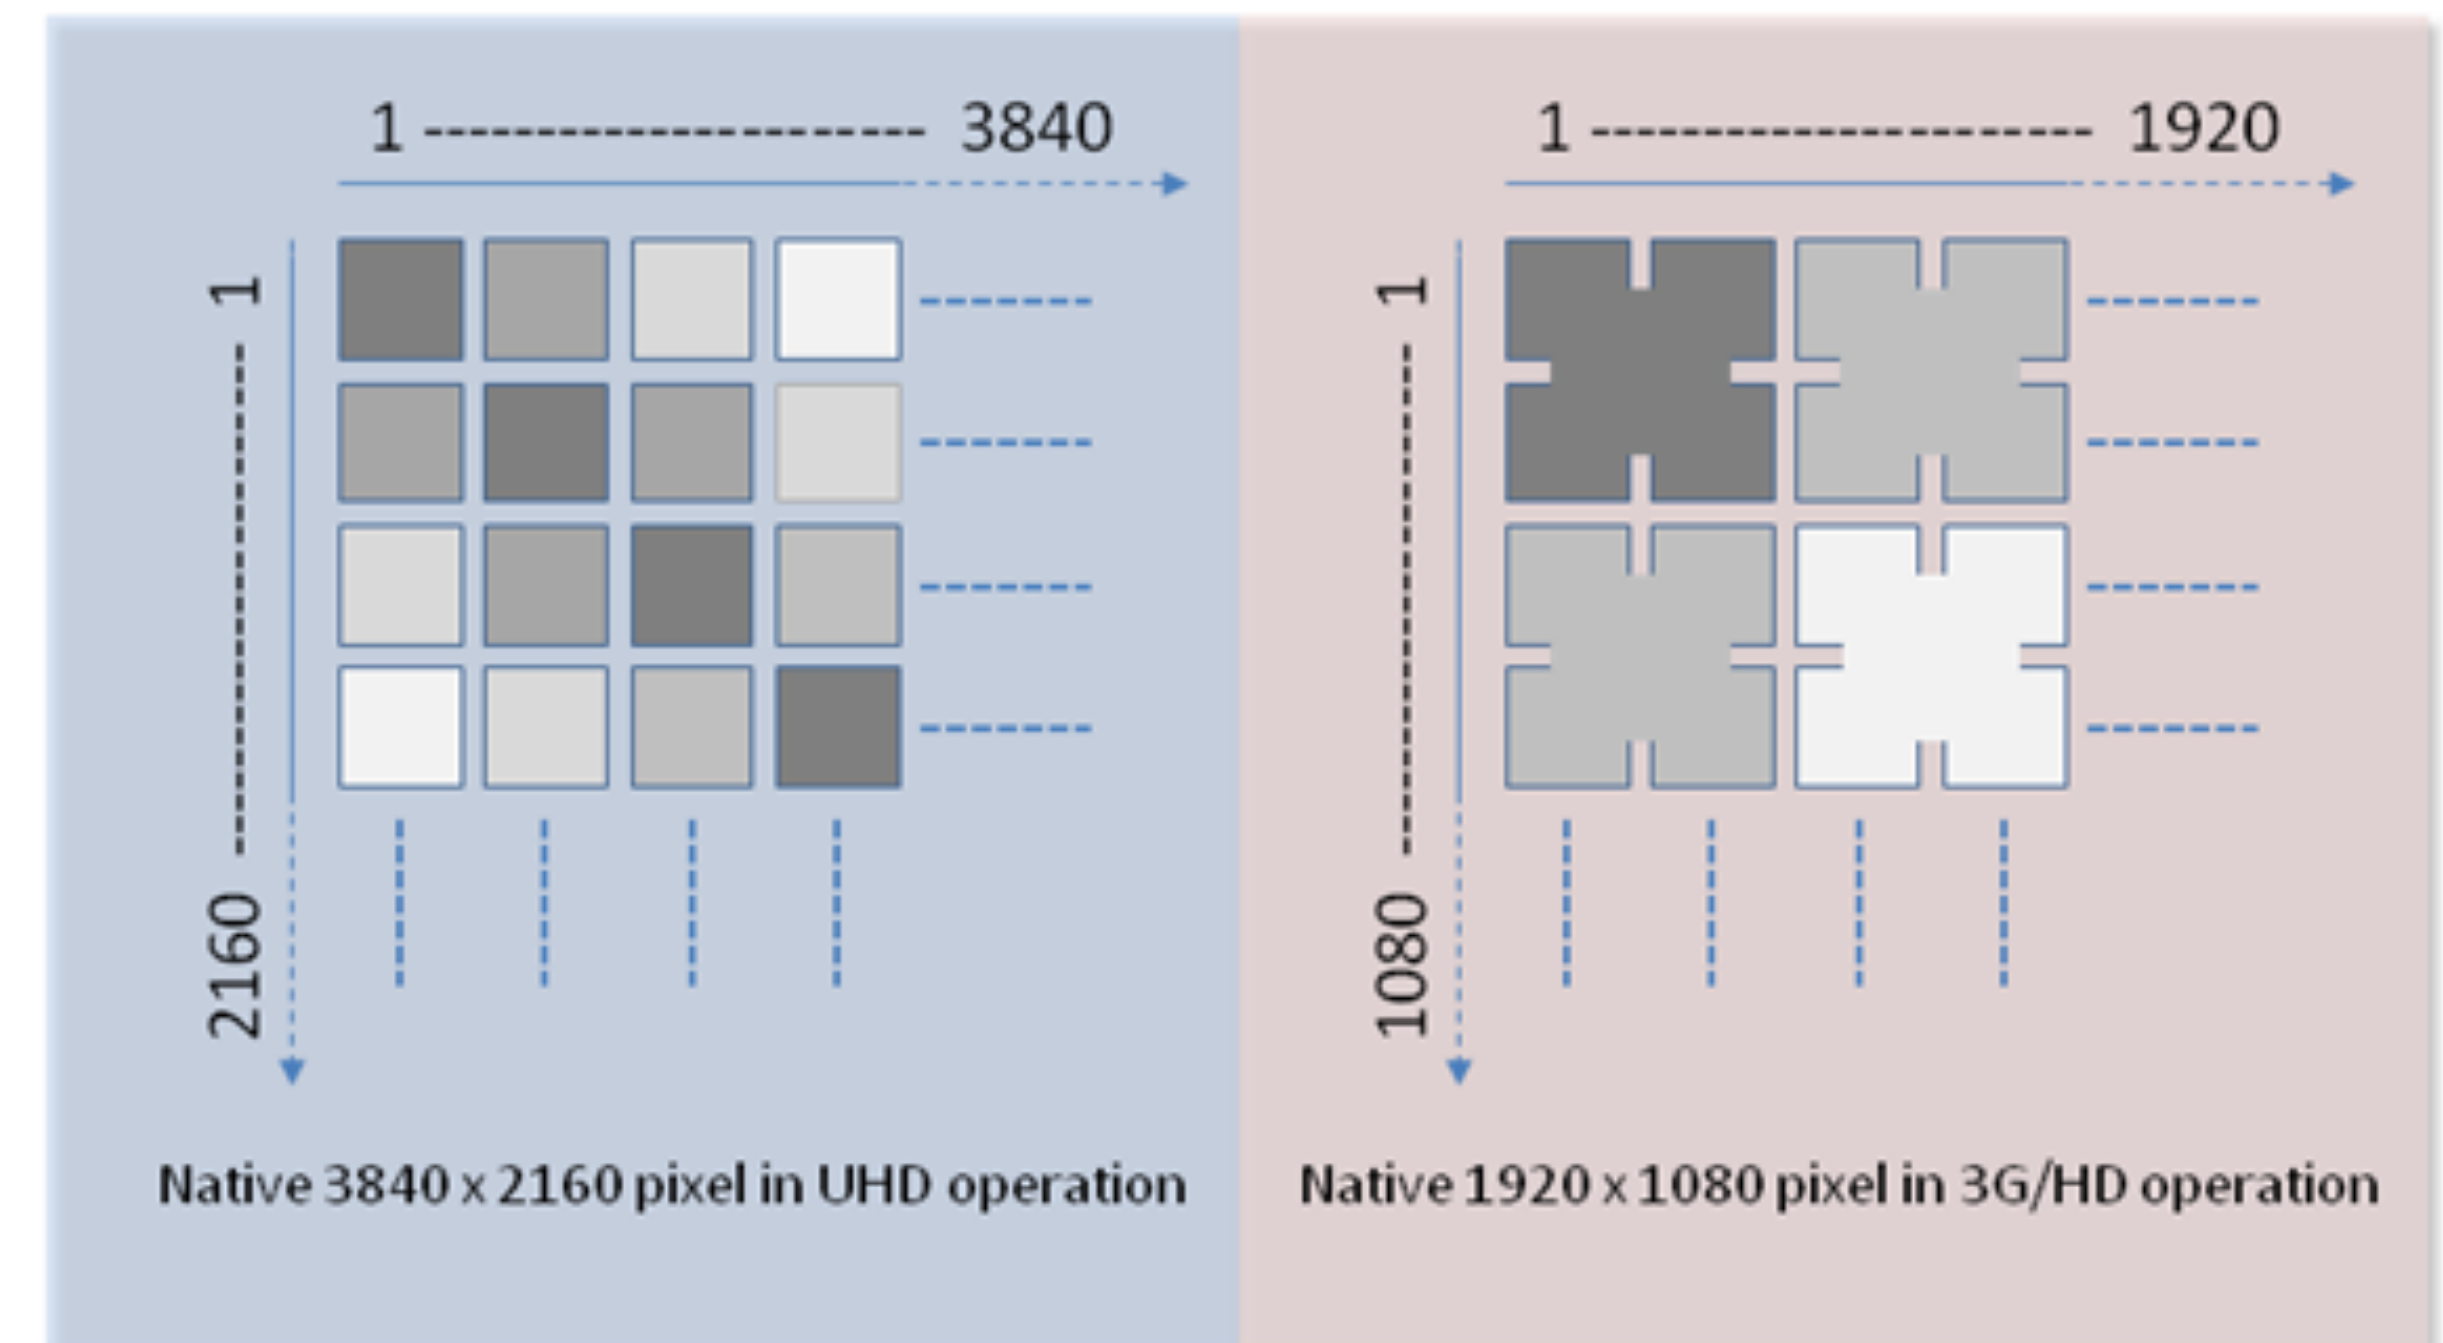 1 --------------------- 3840
1 --------------------- 2160
Native 3840 x 2160 pixel in UHD operation
1 --------------------- 1920
1 --------------------- 1080
Native 1920 x 1080 pixel in 3G/HD operation